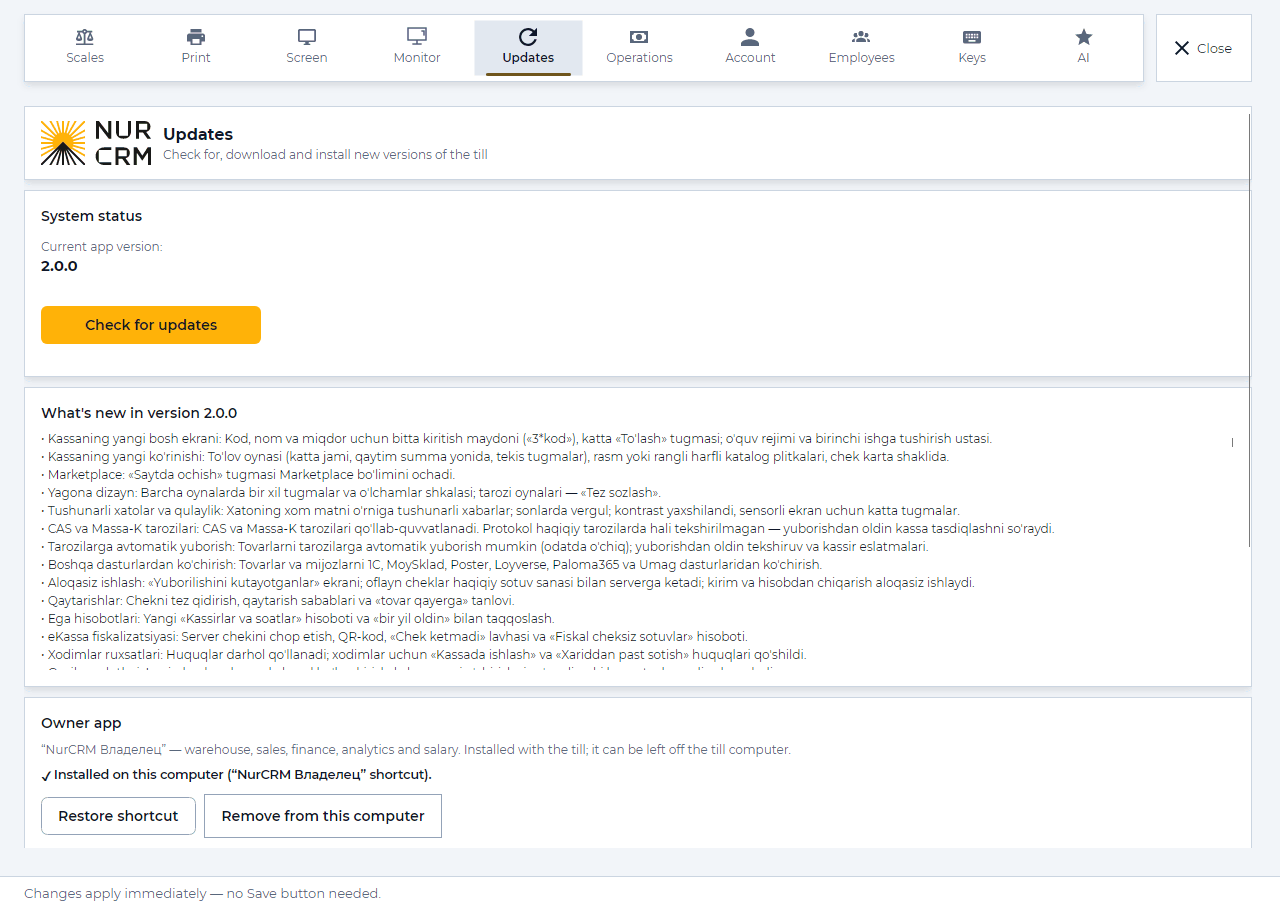 Scales
Print
Screen
Monitor
Updates
Operations
Account
Employees
Keys
AI
Close
NUR
CRM
Updates
Check for, download and install new versions of the till
System status
Current app version:
2.0.0
Check for updates
What's new in version 2.0.0
• Kassaning yangi bosh ekrani: Kod, nom va miqdor uchun bitta kiritish maydoni («3*kod»), katta «To'lash» tugmasi; o'quv rejimi va birinchi ishga tushirish ustasi.
• Kassaning yangi ko'rinishi: To'lov oynasi (katta jami, qaytim summa yonida, tekis tugmalar), rasm yoki rangli harfli katalog plitkalari, chek karta shaklida.
• Marketplace: «Saytda ochish» tugmasi Marketplace bo'limini ochadi.
• Yagona dizayn: Barcha oynalarda bir xil tugmalar va o'lchamlar shkalasi; tarozi oynalari — «Tez sozlash».
• Tushunarli xatolar va qulaylik: Xatoning xom matni o'rniga tushunarli xabarlar; sonlarda vergul; kontrast yaxshilandi, sensorli ekran uchun katta tugmalar.
• CAS va Massa-K tarozilari: CAS va Massa-K tarozilari qo'llab-quvvatlanadi. Protokol haqiqiy tarozilarda hali tekshirilmagan — yuborishdan oldin kassa tasdiqlashni so'raydi.
• Tarozilarga avtomatik yuborish: Tovarlarni tarozilarga avtomatik yuborish mumkin (odatda o'chiq); yuborishdan oldin tekshiruv va kassir eslatmalari.
• Boshqa dasturlardan ko'chirish: Tovarlar va mijozlarni 1C, MoySklad, Poster, Loyverse, Paloma365 va Umag dasturlaridan ko'chirish.
• Aloqasiz ishlash: «Yuborilishini kutayotganlar» ekrani; oflayn cheklar haqiqiy sotuv sanasi bilan serverga ketadi; kirim va hisobdan chiqarish aloqasiz ishlaydi.
• Qaytarishlar: Chekni tez qidirish, qaytarish sabablari va «tovar qayerga» tanlovi.
• Ega hisobotlari: Yangi «Kassirlar va soatlar» hisoboti va «bir yil oldin» bilan taqqoslash.
• eKassa fiskalizatsiyasi: Server chekini chop etish, QR-kod, «Chek ketmadi» lavhasi va «Fiskal cheksiz sotuvlar» hisoboti.
• Xodimlar ruxsatlari: Huquqlar darhol qo'llanadi; xodimlar uchun «Kassada ishlash» va «Xariddan past sotish» huquqlari qo'shildi.
Owner app
“NurCRM Владелец” — warehouse, sales, finance, analytics and salary. Installed with the till; it can be left off the till computer.
✓ Installed on this computer (“NurCRM Владелец” shortcut).
Restore shortcut
Remove from this computer
Changes apply immediately — no Save button needed.